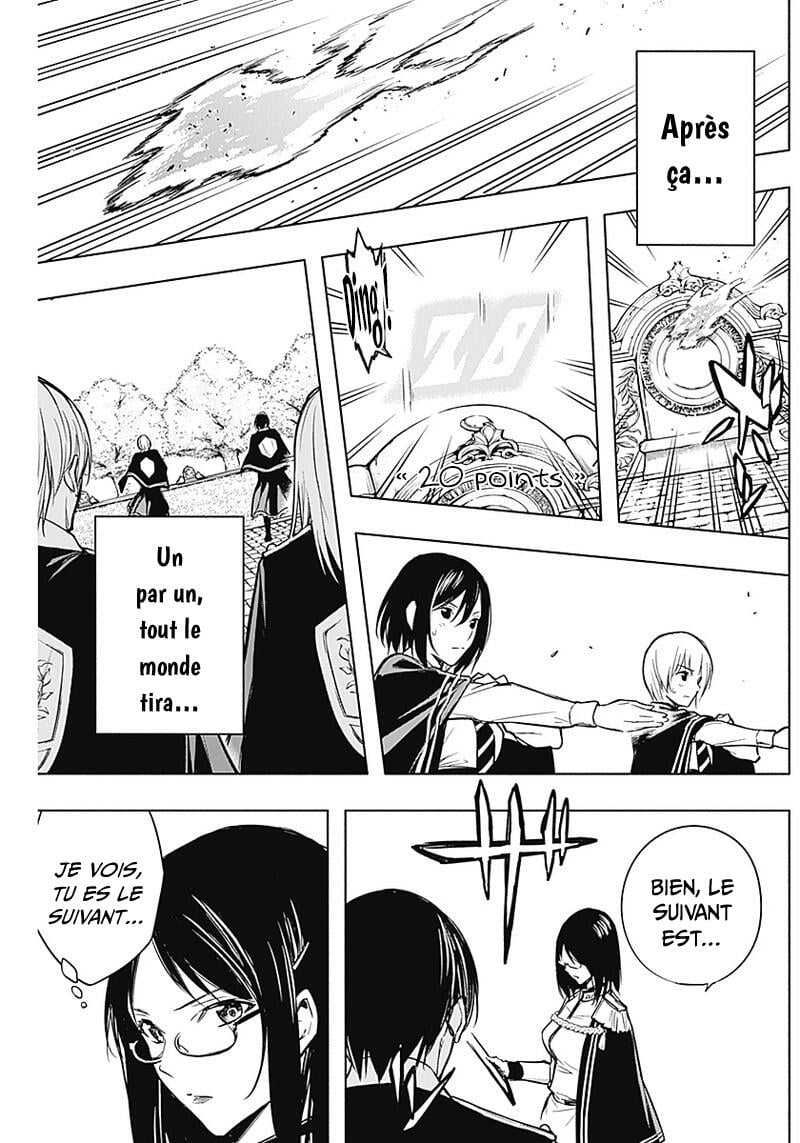 Après
ça...
Ding!
28
« 20 points »
Un
par un,
tout le
monde
tira...
BIEN, LE
SUIVANT
EST...
JE VOIS,
TU ES LE
SUIVANT...